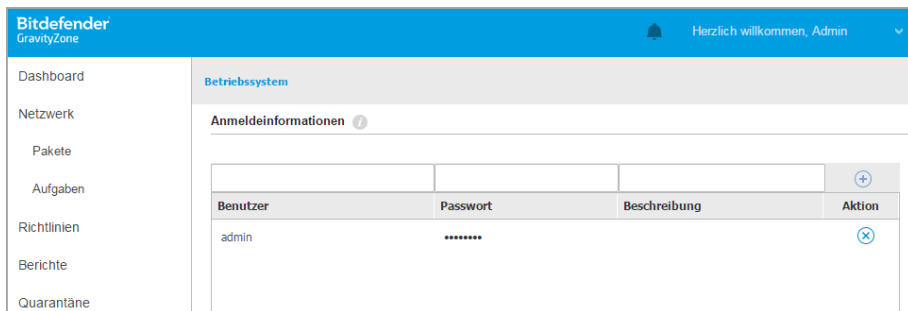 Bitdefender
GravityZone
Herzlich willkommen, Admin
Dashboard
Netzwerk
Pakete
Aufgaben
Richtlinien
Berichte
Quarantäne
Betriebssystem
Anmeldeinformationen
Benutzer Passwort Beschreibung Aktion
admin ••••••••